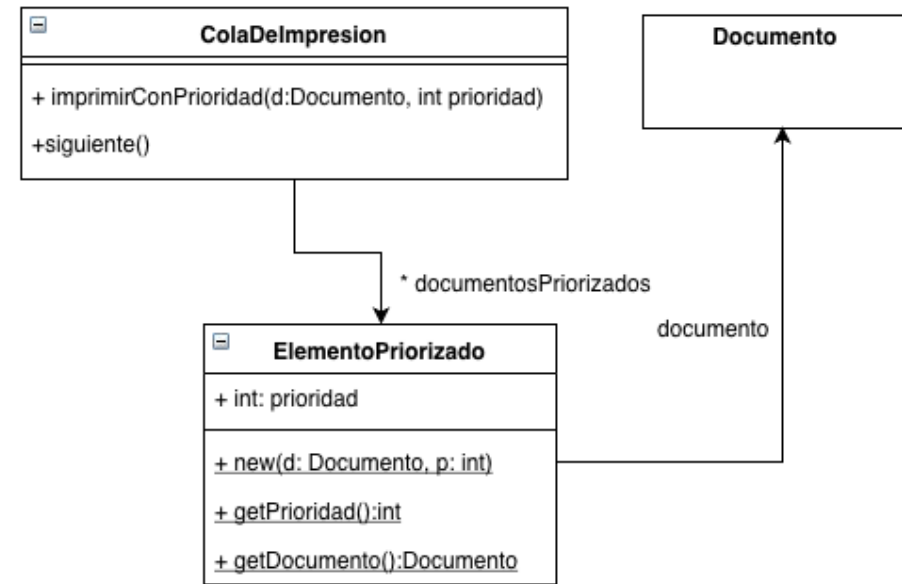 ColaDeImpresion
+ imprimirConPrioridad(d:Documento, int prioridad)
+siguiente()
Documento
* documentosPriorizados
documento
ElementoPriorizado
+ int: prioridad
+ new(d: Documento, p: int)
+ getPrioridad():int
+ getDocumento():Documento